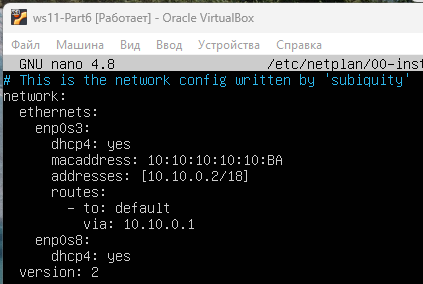 ws11-Part6 [Работает] - Oracle VirtualBox
Файл Машина Вид Ввод Устройства Справка
GNU nano 4.8 /etc/netplan/00-inst
# This is the network config written by 'subiquity'
network:
  ethernets:
    enp0s3:
      dhcp4: yes
      macaddress: 10:10:10:10:10:BA
      addresses: [10.10.0.2/18]
      routes:
        - to: default
          via: 10.10.0.1
    enp0s8:
      dhcp4: yes
  version: 2